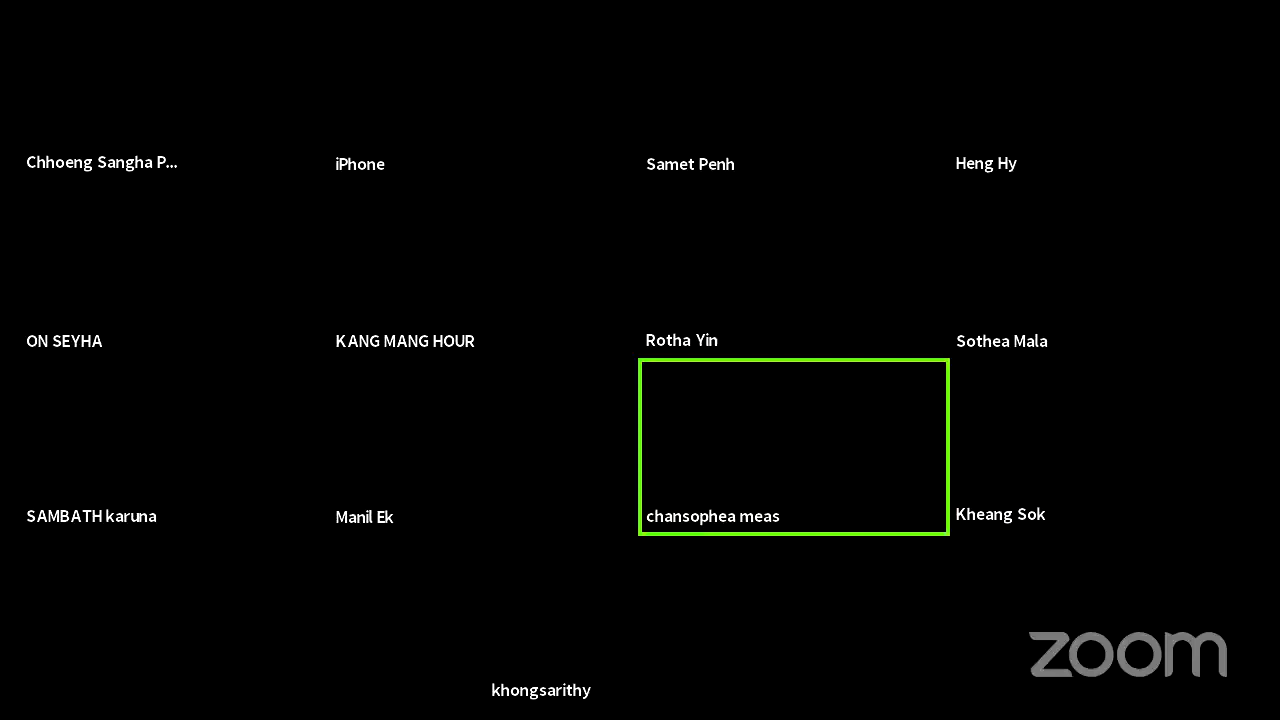 Chhoeng Sangha P...
iPhone
Samet Penh
Heng Hy
ON SEYHA
KANG MANG HOUR
Rotha Yin
Sothea Mala
SAMBATH karuna
Manil Ek
chansophea meas
Kheang Sok
khongsarithy
zoom